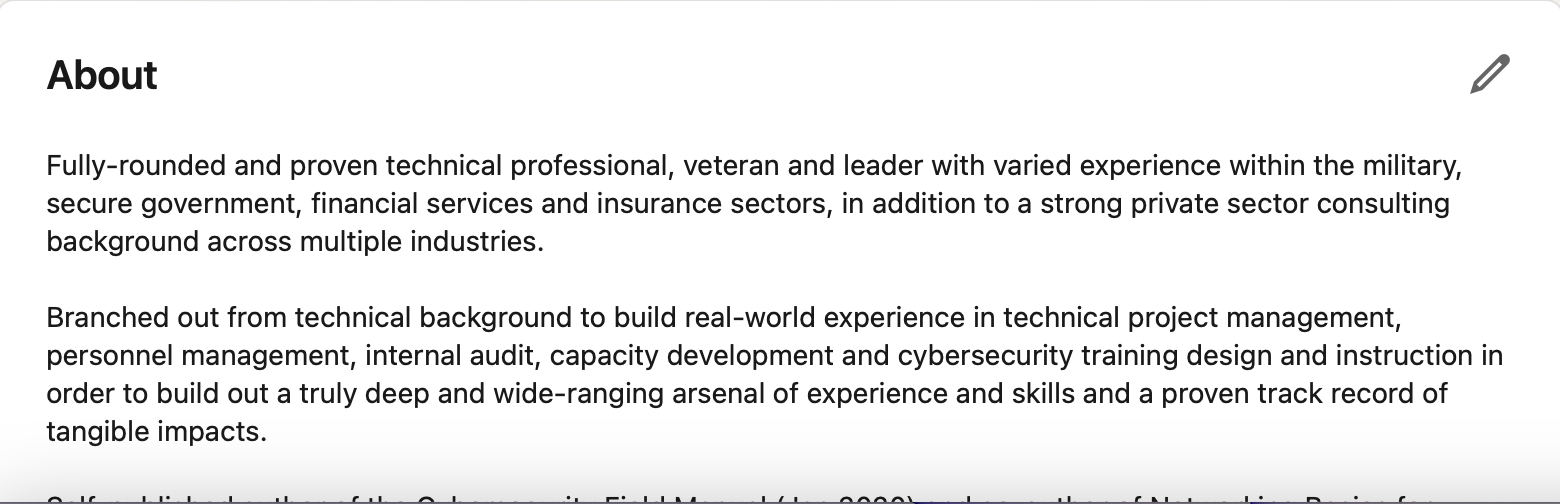 About
Fully-rounded and proven technical professional, veteran and leader with varied experience within the military,
secure government, financial services and insurance sectors, in addition to a strong private sector consulting
background across multiple industries.
Branched out from technical background to build real-world experience in technical project management,
personnel management, internal audit, capacity development and cybersecurity training design and instruction in
order to build out a truly deep and wide-ranging arsenal of experience and skills and a proven track record of
tangible impacts.